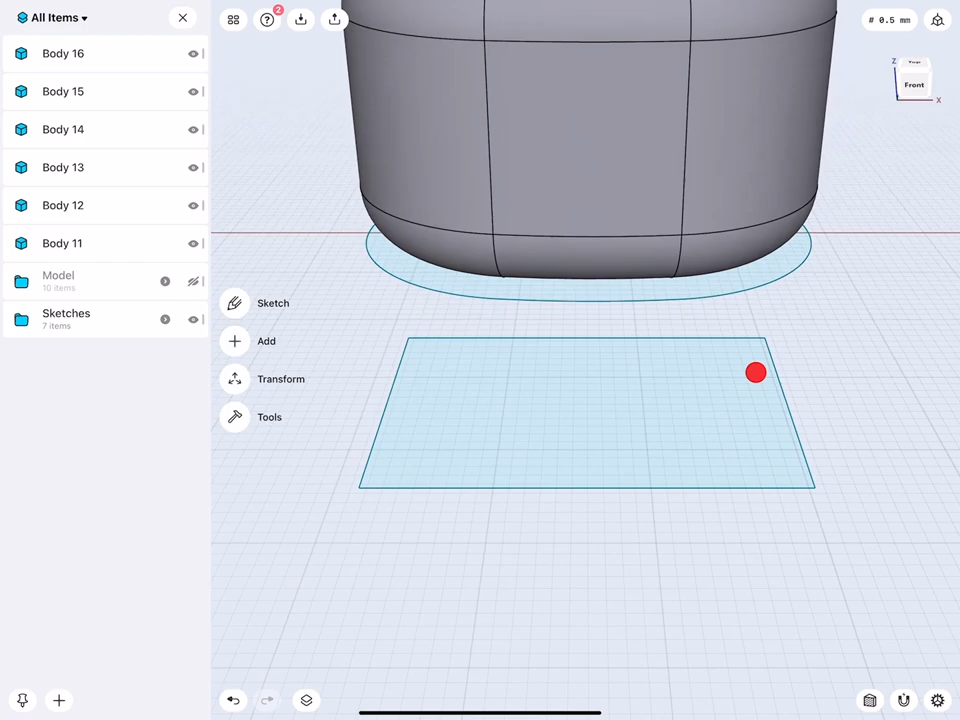 All Items
Body 16
Body 15
Body 14
Body 13
Body 12
Body 11
Model
10 items
Sketches
7 items
2
# 0.5 mm
Top
Z
Front
X
Sketch
Add
Transform
Tools